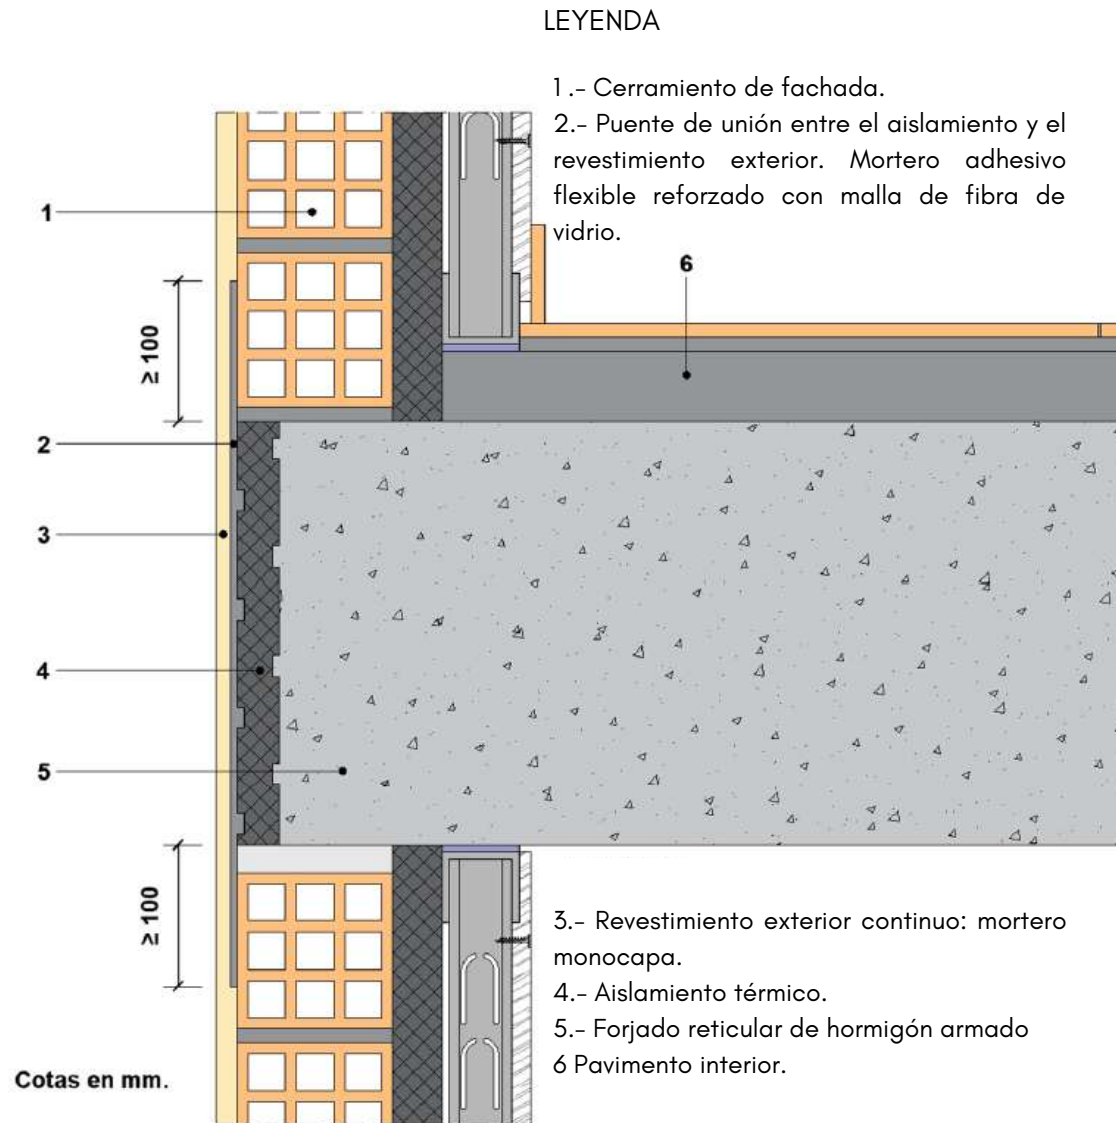 LEYENDA
1.- Cerramiento de fachada.
2.- Puente de unión entre el aislamiento y el
revestimiento exterior. Mortero adhesivo
flexible reforzado con malla de fibra de
vidrio.
1
6
≥ 100
2
3
4
5
≥ 100
3.- Revestimiento exterior continuo: mortero
monocapa.
4.- Aislamiento térmico.
5.- Forjado reticular de hormigón armado
6 Pavimento interior.
Cotas en mm.